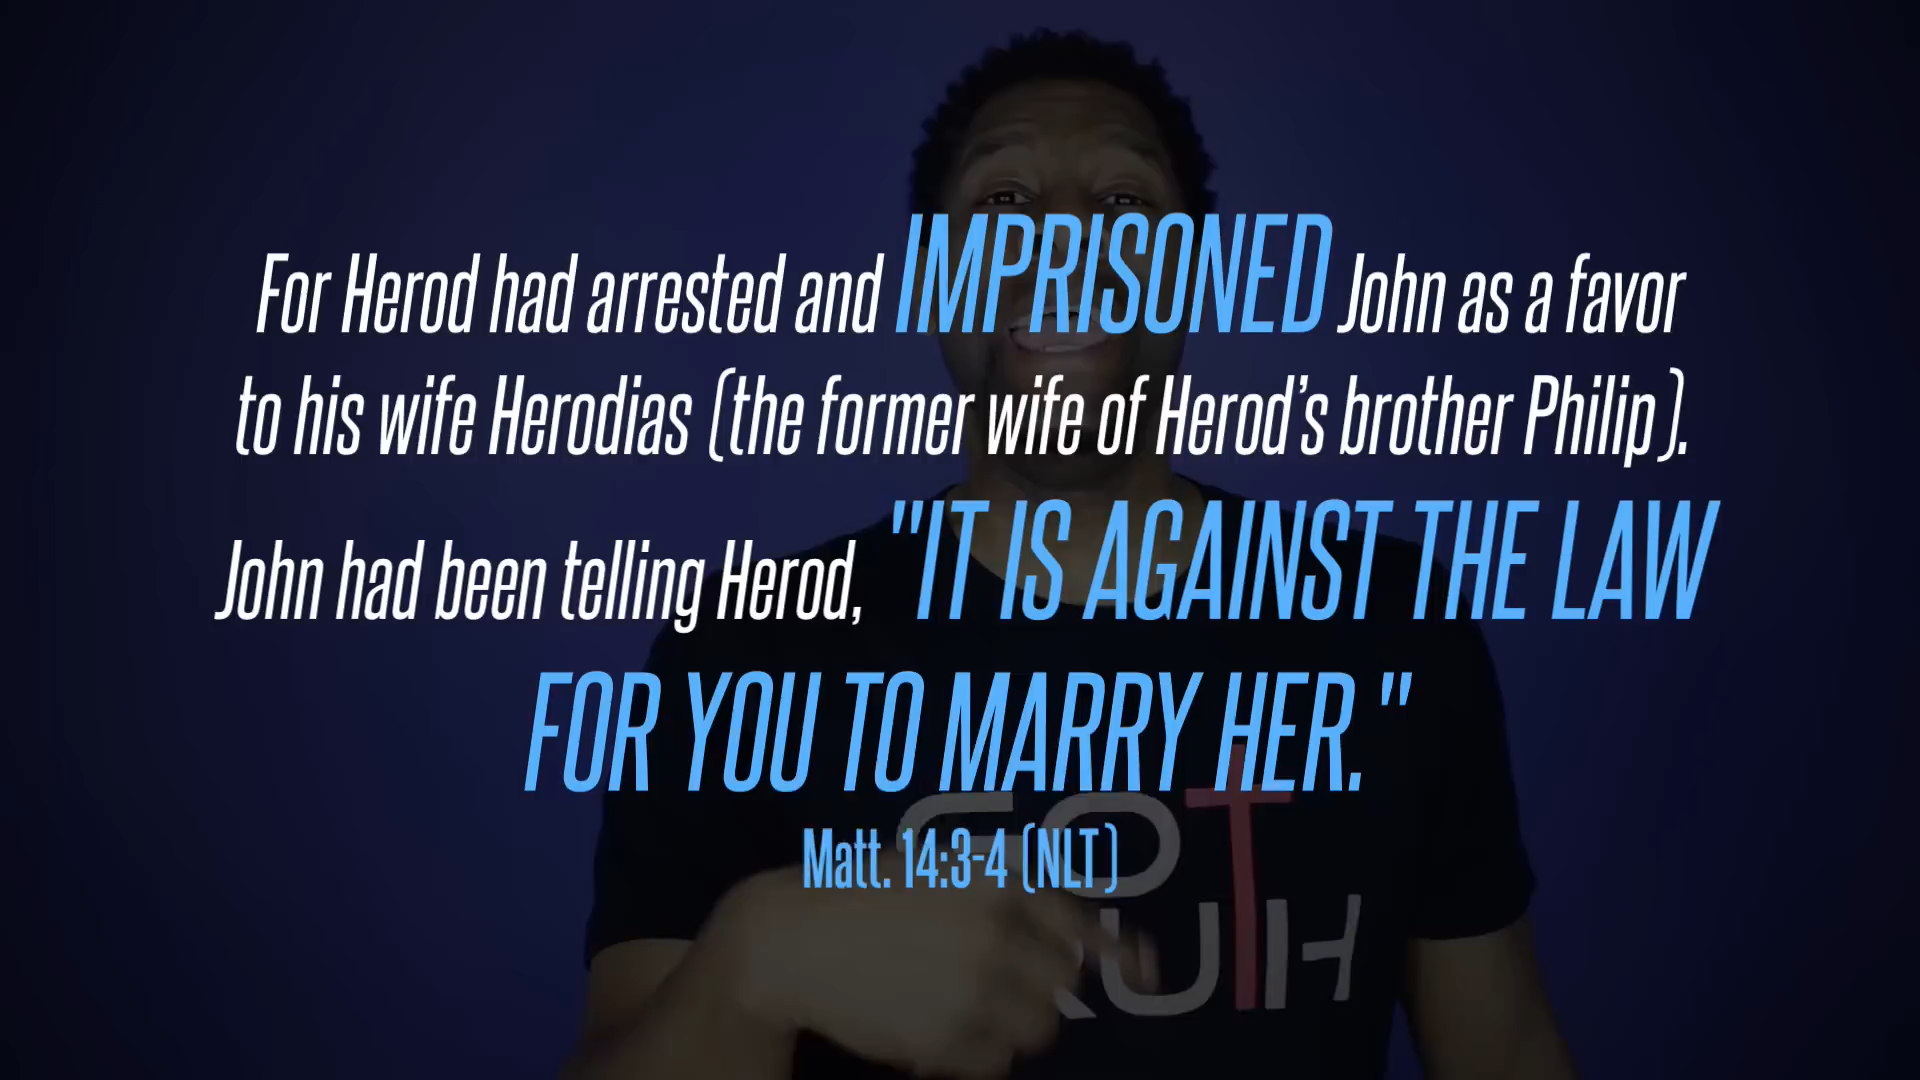 For Herod had arrested and IMPRISONED John as a favor
to his wife Herodias (the former wife of Herod's brother Philip).
John had been telling Herod, "IT IS AGAINST THE LAW
FOR YOU TO MARRY HER."
Matt. 14:3-4 (NLT)
GOT
RUTH